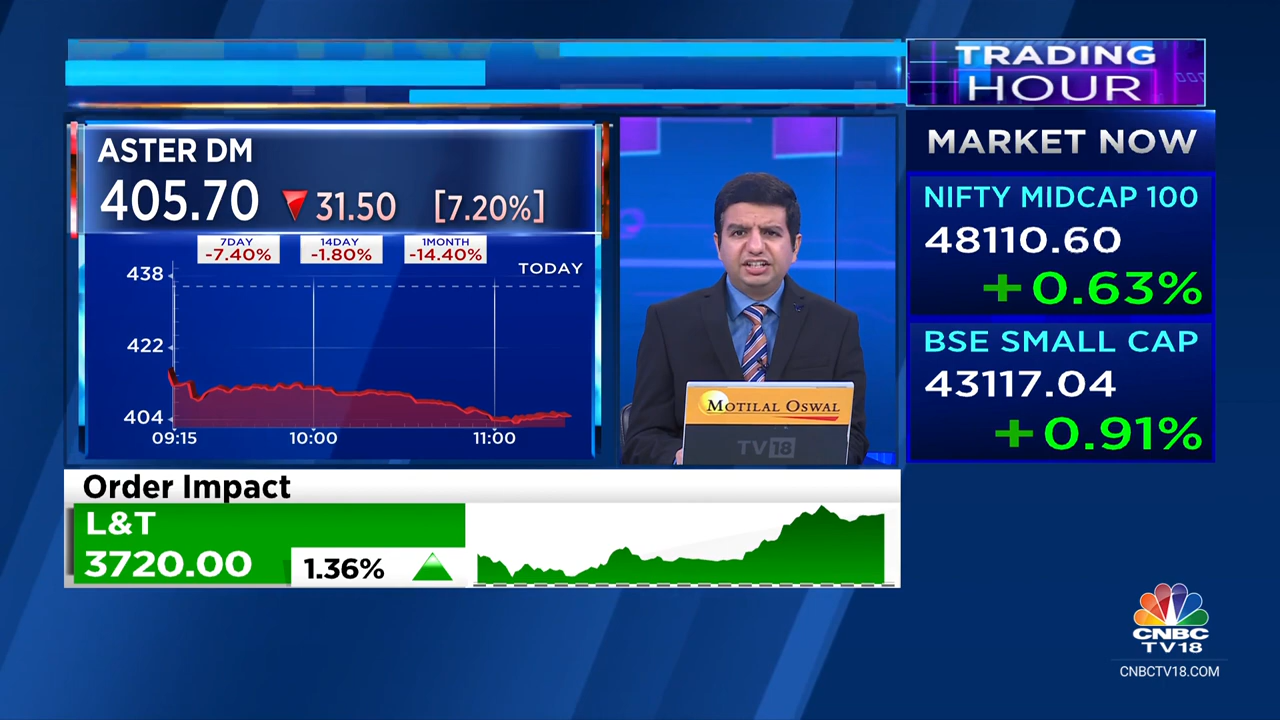 TRADING
HOUR
MARKET NOW
NIFTY MIDCAP 100
48110.60
+0.63%
BSE SMALL CAP
43117.04
+0.91%
ASTER DM
405.70 ▼ 31.50 [7.20%]
7DAY
-7.40%
14DAY
-1.80%
1MONTH
-14.40%
TODAY
438
422
404
09:15 10:00 11:00
MOTILAL OSWAL
TV18
Order Impact
L&T
3720.00 1.36%
CNBC
TV18
CNBCTV18.COM